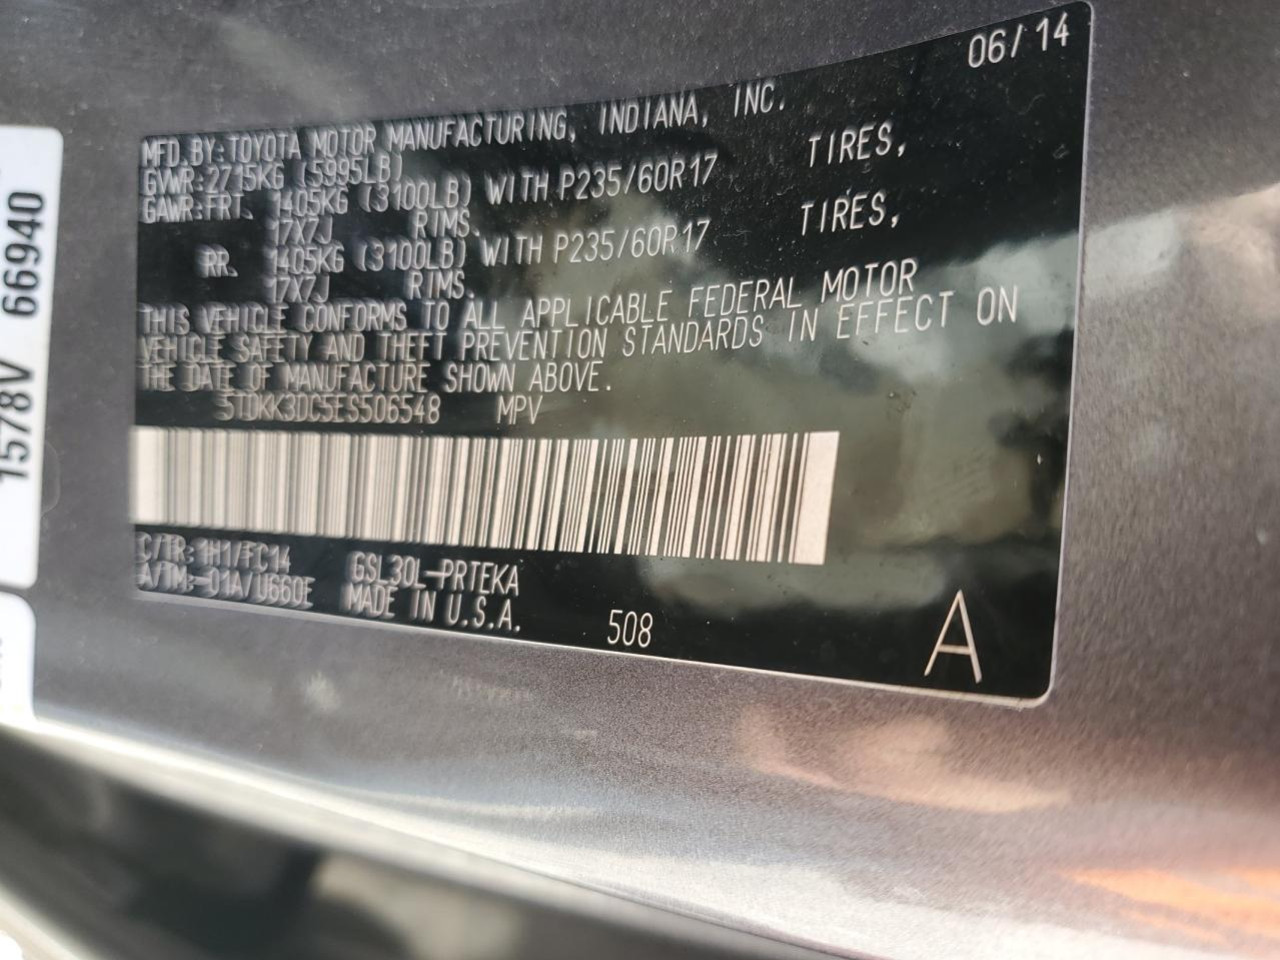 06/14
MFD.BY:TOYOTA MOTOR MANUFACTURING, INDIANA, INC.
GVWR:2715KG (5995LB)
GAWR:FRT. 1405KG (3100LB) WITH P235/60R17 TIRES,
17X7J RIMS.
RR. 1405KG (3100LB) WITH P235/60R17 TIRES,
17X7J RIMS.
THIS VEHICLE CONFORMS TO ALL APPLICABLE FEDERAL MOTOR
VEHICLE SAFETY AND THEFT PREVENTION STANDARDS IN EFFECT ON
THE DATE OF MANUFACTURE SHOWN ABOVE.
5TDKK3DC5ES506548 MPV
C/TR:1H1/FC14 GSL30L-PRTEKA
A/TM:-01A/U660E MADE IN U.S.A.
508
A
1578V 66940